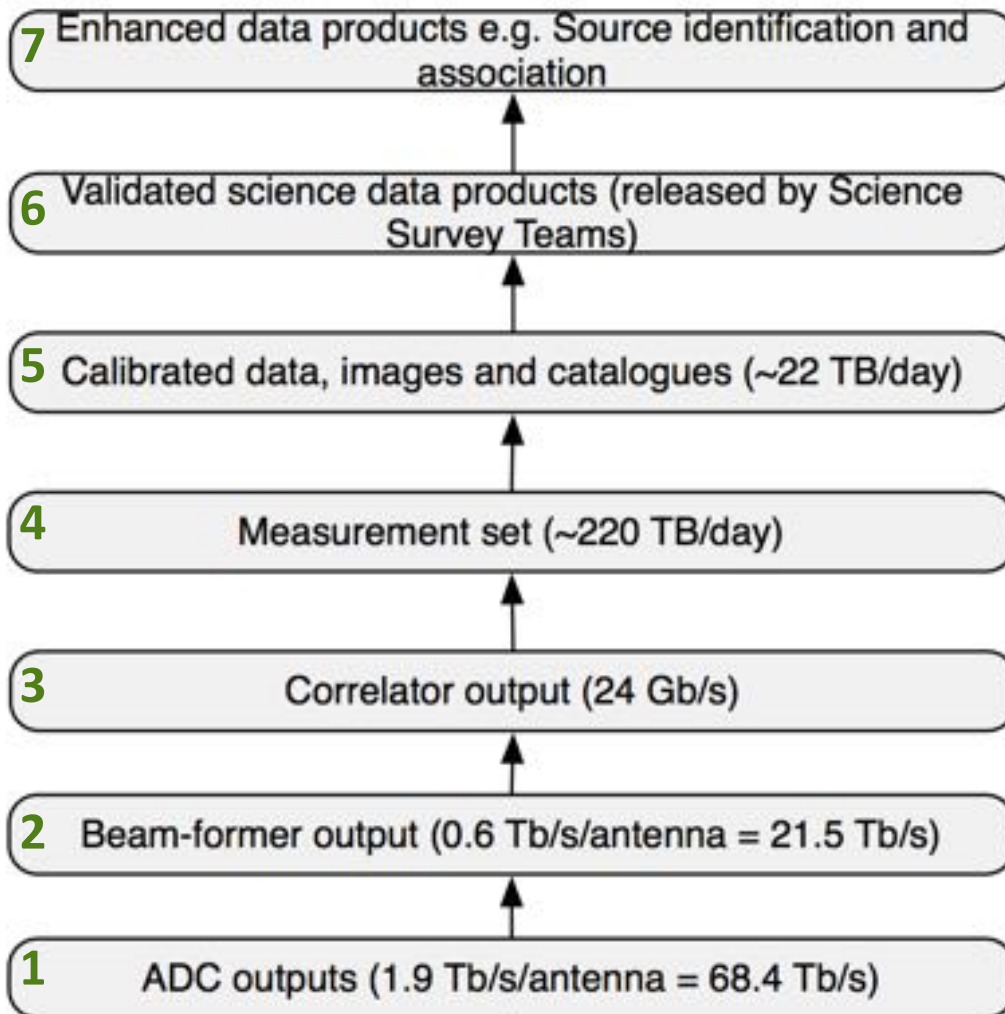 7 Enhanced data products e.g. Source identification and
association
6 Validated science data products (released by Science
Survey Teams)
5 Calibrated data, images and catalogues (~22 TB/day)
4 Measurement set (~220 TB/day)
3 Correlator output (24 Gb/s)
2 Beam-former output (0.6 Tb/s/antenna = 21.5 Tb/s)
1 ADC outputs (1.9 Tb/s/antenna = 68.4 Tb/s)